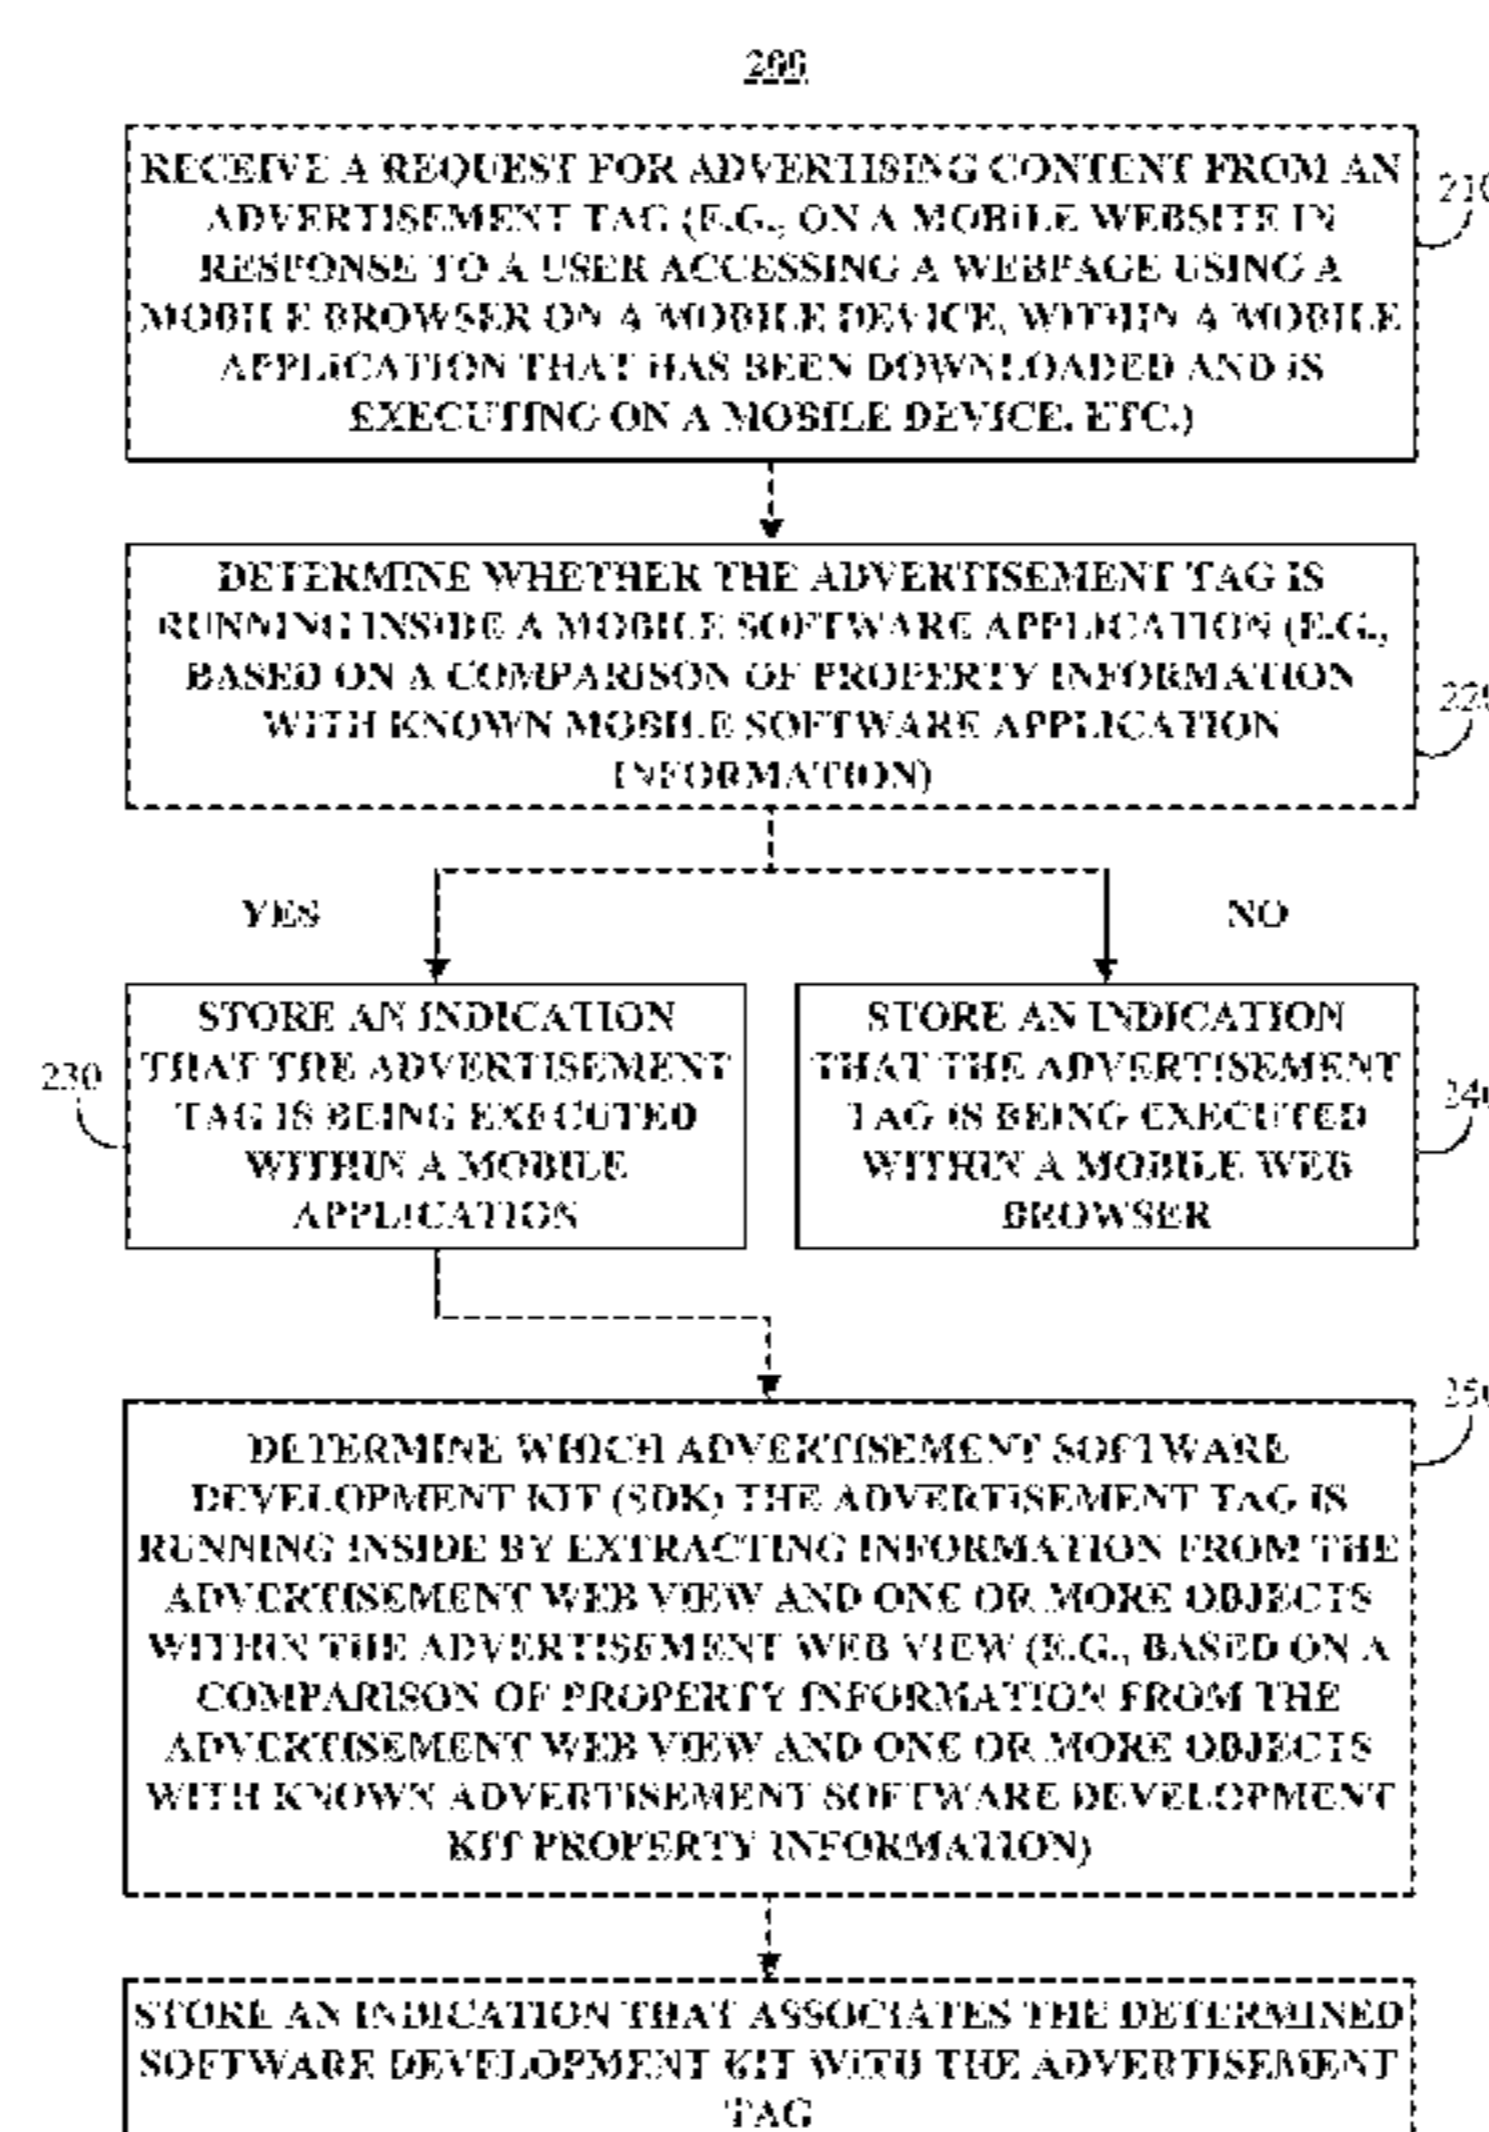 200
RECEIVE A REQUEST FOR ADVERTISING CONTENT FROM AN
ADVERTISEMENT TAG (E.G., ON A MOBILE WEBSITE IN
RESPONSE TO A USER ACCESSING A WEBPAGE USING A
MOBILE BROWSER ON A MOBILE DEVICE, WITHIN A MOBILE
APPLICATION THAT HAS BEEN DOWNLOADED AND IS
EXECUTING ON A MOBILE DEVICE, ETC.)
210
DETERMINE WHETHER THE ADVERTISEMENT TAG IS
RUNNING INSIDE A MOBILE SOFTWARE APPLICATION (E.G.,
BASED ON A COMPARISON OF PROPERTY INFORMATION
WITH KNOWN MOBILE SOFTWARE APPLICATION
INFORMATION)
220
YES
NO
STORE AN INDICATION
THAT THE ADVERTISEMENT
TAG IS BEING EXECUTED
WITHIN A MOBILE
APPLICATION
230
STORE AN INDICATION
THAT THE ADVERTISEMENT
TAG IS BEING EXECUTED
WITHIN A MOBILE WEB
BROWSER
240
250
DETERMINE WHICH ADVERTISEMENT SOFTWARE
DEVELOPMENT KIT (SDK) THE ADVERTISEMENT TAG IS
RUNNING INSIDE BY EXTRACTING INFORMATION FROM THE
ADVERTISEMENT WEB VIEW AND ONE OR MORE OBJECTS
WITHIN THE ADVERTISEMENT WEB VIEW (E.G., BASED ON A
COMPARISON OF PROPERTY INFORMATION FROM THE
ADVERTISEMENT WEB VIEW AND ONE OR MORE OBJECTS
WITH KNOWN ADVERTISEMENT SOFTWARE DEVELOPMENT
KIT PROPERTY INFORMATION)
STORE AN INDICATION THAT ASSOCIATES THE DETERMINED
SOFTWARE DEVELOPMENT KIT WITH THE ADVERTISEMENT
TAG